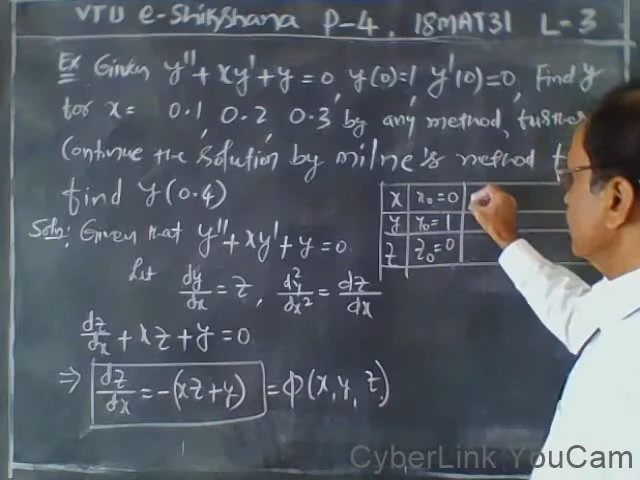 VTU e-Shikshana P-4, 18MAT31 L-3
Ex Given y'' + xy' + y = 0, y(0)=1, y'(0)=0, Find y
for x = 0.1, 0.2, 0.3, by any method, further
Continue the solution by milne's method
find y(0.4)
x x₀=0
y y₀=1
z z₀=0
Soln: Given that y'' + xy' + y = 0
Let dy/dx = z, d²y/dx² = dz/dx
dz/dx + xz + y = 0
⇒ dz/dx = -(xz + y) = φ(x, y, z)
CyberLink YouCam